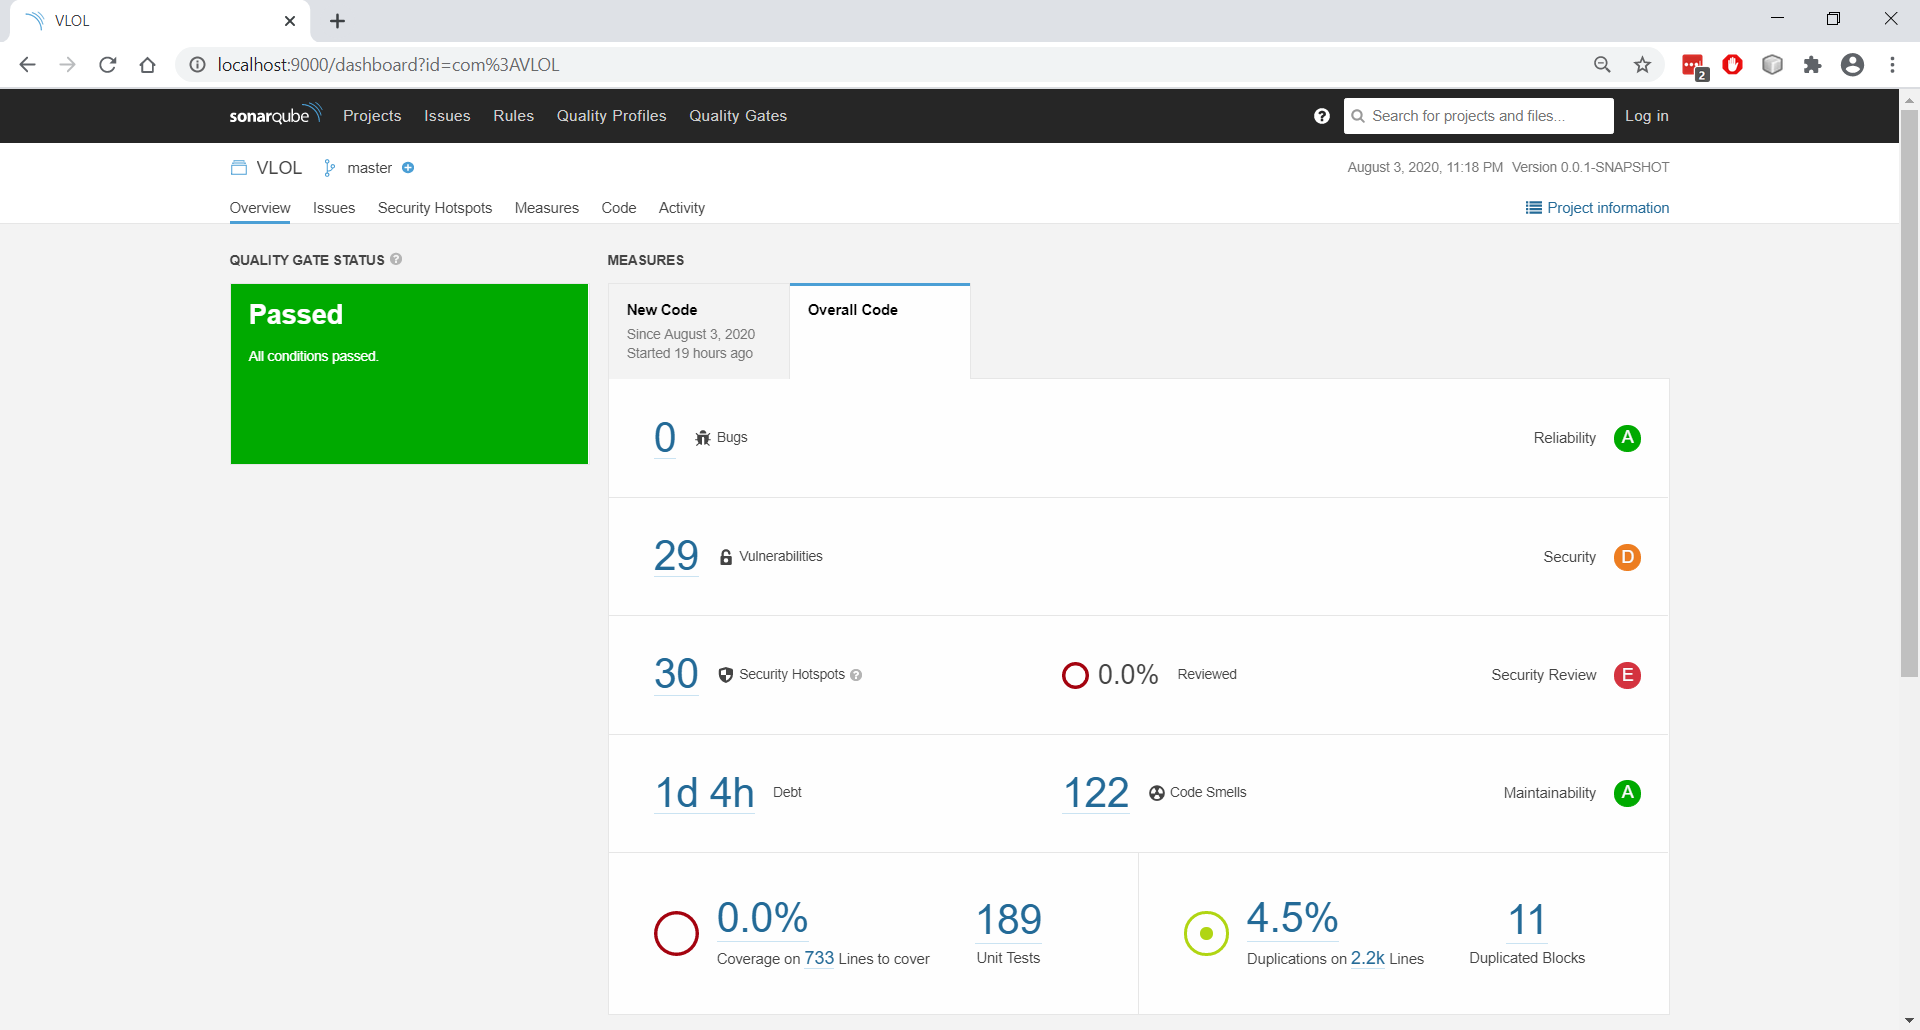 VLOL
localhost:9000/dashboard?id=com%3AVLOL
2
sonarqube Projects Issues Rules Quality Profiles Quality Gates ? Search for projects and files... Log in
VLOL master August 3, 2020, 11:18 PM Version 0.0.1-SNAPSHOT
Overview Issues Security Hotspots Measures Code Activity Project information
QUALITY GATE STATUS ? MEASURES
Passed
All conditions passed.
New Code
Since August 3, 2020
Started 19 hours ago
Overall Code
0 Bugs Reliability A
29 Vulnerabilities Security D
30 Security Hotspots ? 0.0% Reviewed Security Review E
1d 4h Debt 122 Code Smells Maintainability A
0.0% 189 4.5% 11
Coverage on 733 Lines to cover Unit Tests Duplications on 2.2k Lines Duplicated Blocks